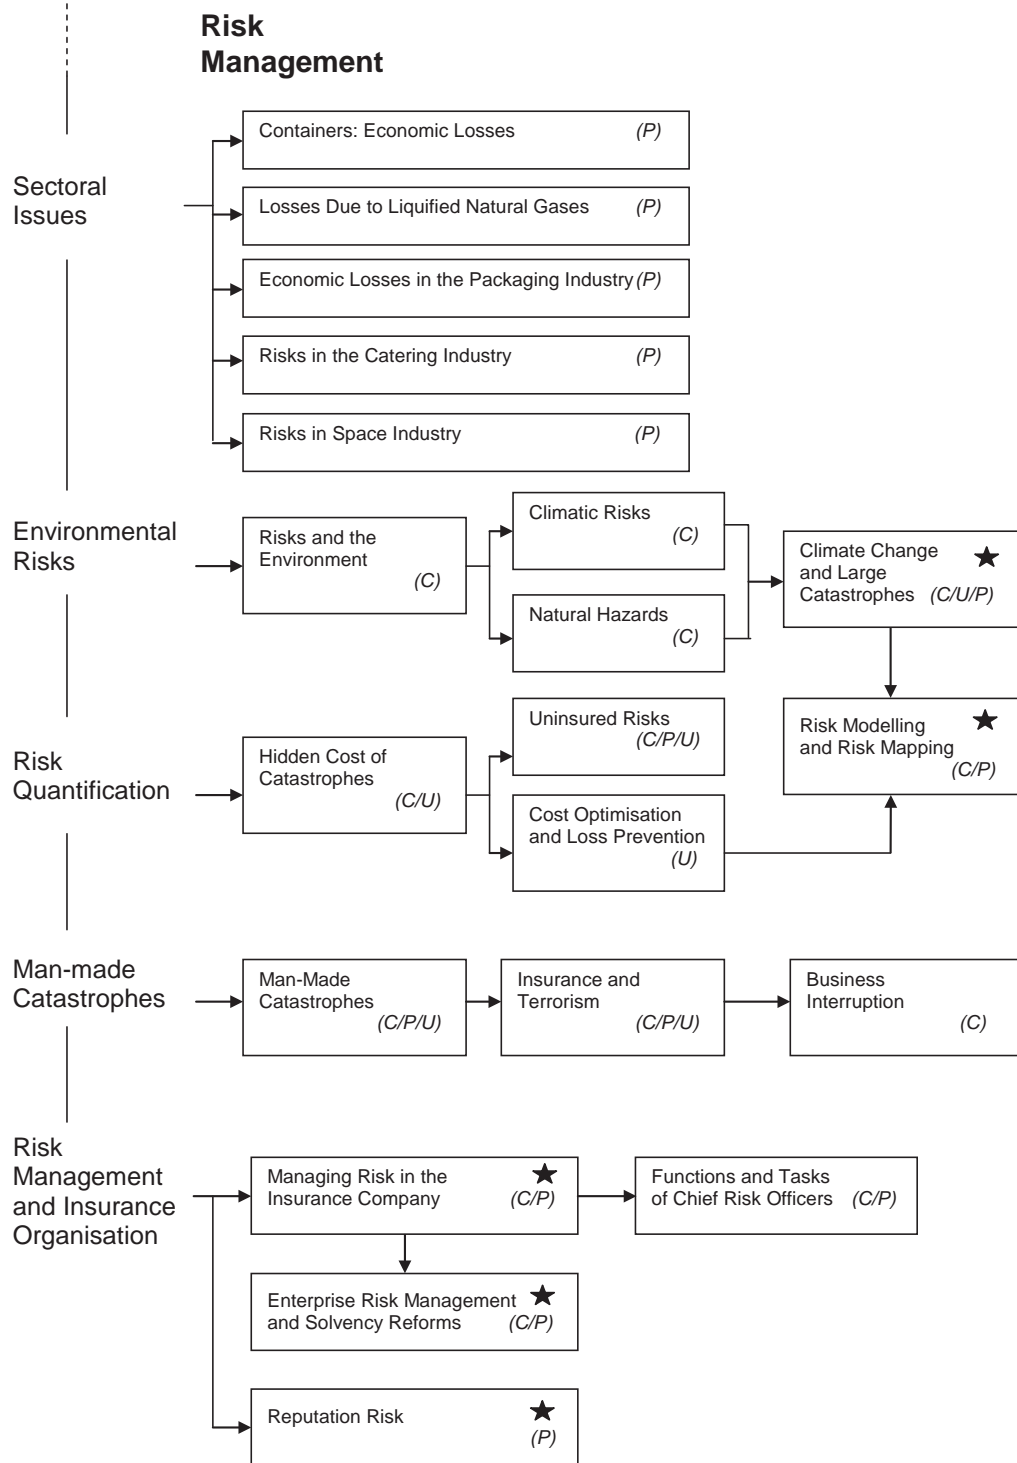 Risk
Management
Sectoral
Issues
Containers: Economic Losses (P)
Losses Due to Liquified Natural Gases (P)
Economic Losses in the Packaging Industry (P)
Risks in the Catering Industry (P)
Risks in Space Industry (P)
Environmental
Risks
Risks and the
Environment
(C)
Climatic Risks
(C)
Natural Hazards
(C)
Climate Change
and Large
Catastrophes (C/U/P)
Risk
Quantification
Hidden Cost of
Catastrophes
(C/U)
Uninsured Risks
(C/P/U)
Cost Optimisation
and Loss Prevention
(U)
Risk Modelling
and Risk Mapping
(C/P)
Man-made
Catastrophes
Man-Made
Catastrophes
(C/P/U)
Insurance and
Terrorism
(C/P/U)
Business
Interruption
(C)
Risk
Management
and Insurance
Organisation
Managing Risk in the
Insurance Company (C/P)
Functions and Tasks
of Chief Risk Officers (C/P)
Enterprise Risk Management
and Solvency Reforms (C/P)
Reputation Risk
(P)